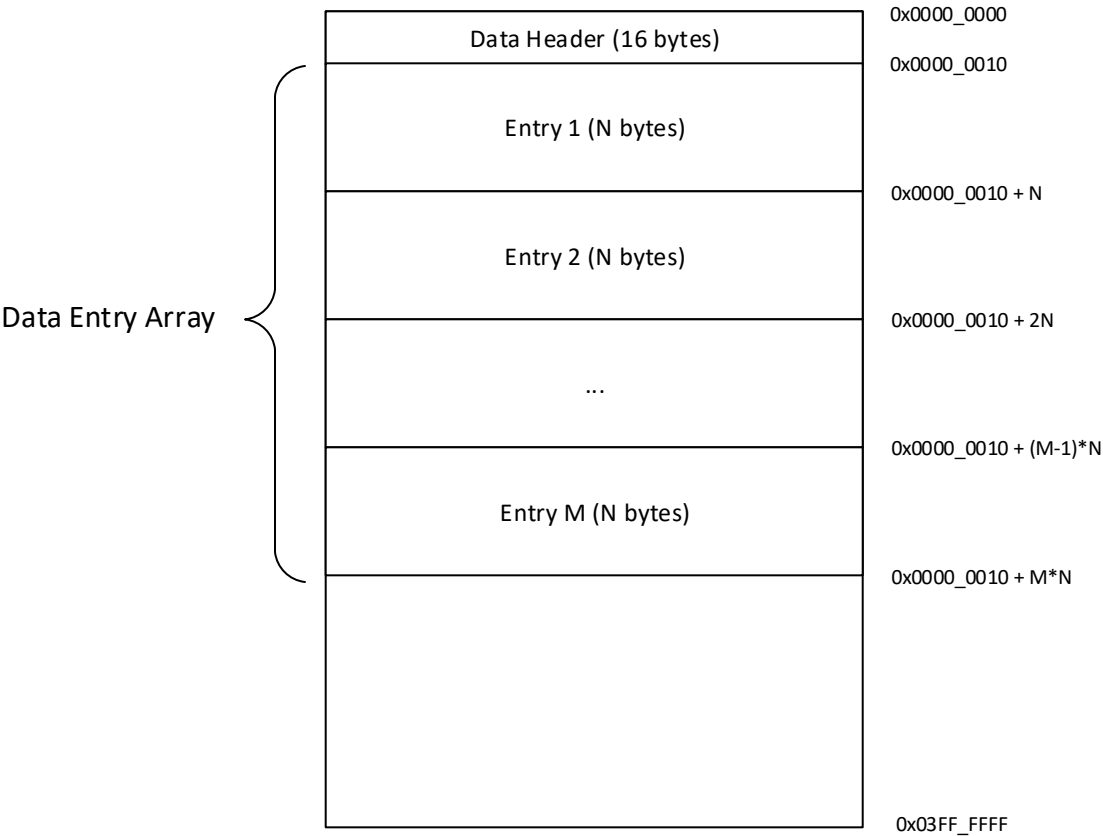 0x0000_0000
Data Header (16 bytes)
0x0000_0010
Entry 1 (N bytes)
0x0000_0010 + N
Entry 2 (N bytes)
Data Entry Array
0x0000_0010 + 2N
...
0x0000_0010 + (M-1)*N
Entry M (N bytes)
0x0000_0010 + M*N
0x03FF_FFFF